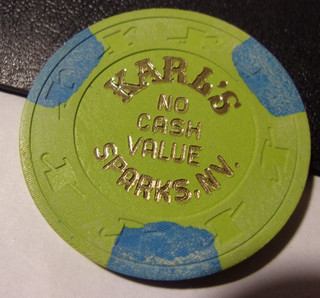 KARL'S
NO
CASH
VALUE
SPARKS, NV.